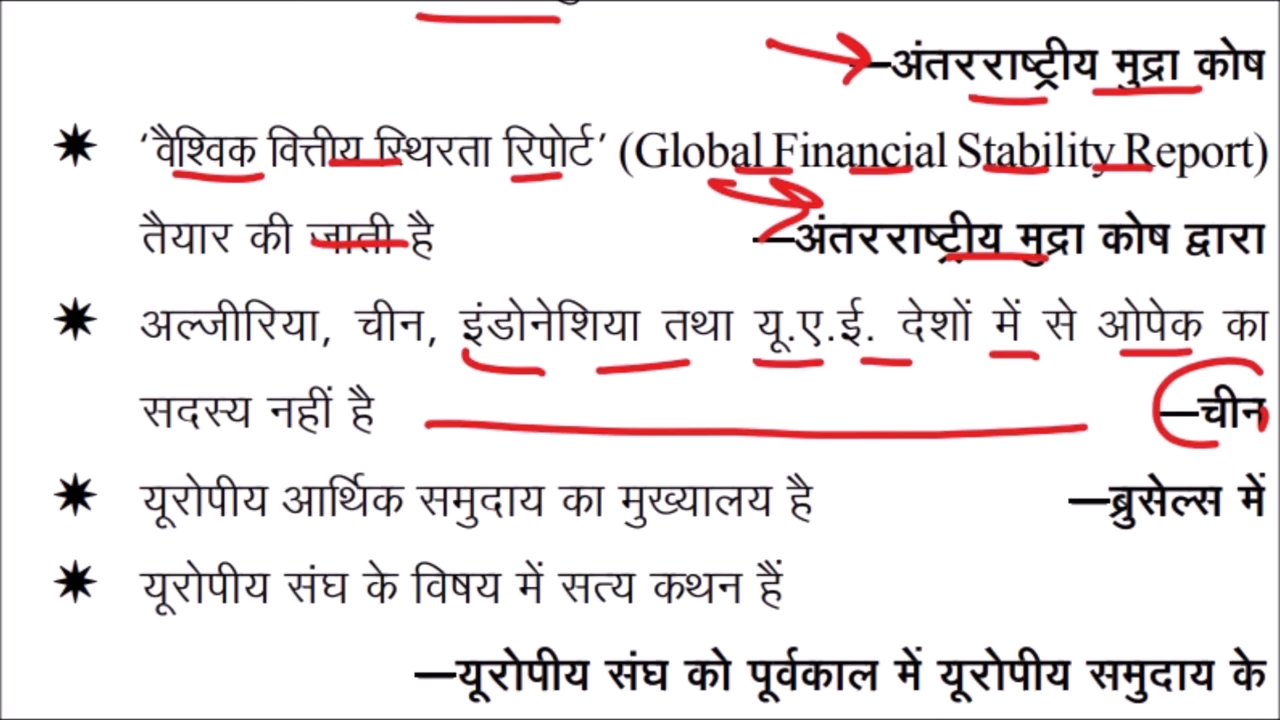 —अंतरराष्ट्रीय मुद्रा कोष
✷ ‘वैश्विक वित्तीय स्थिरता रिपोर्ट’ (Global Financial Stability Report)
तैयार की जाती है —अंतरराष्ट्रीय मुद्रा कोष द्वारा
✷ अल्जीरिया, चीन, इंडोनेशिया तथा यू.ए.ई. देशों में से ओपेक का
सदस्य नहीं है —चीन
✷ यूरोपीय आर्थिक समुदाय का मुख्यालय है —ब्रुसेल्स में
✷ यूरोपीय संघ के विषय में सत्य कथन हैं
—यूरोपीय संघ को पूर्वकाल में यूरोपीय समुदाय के